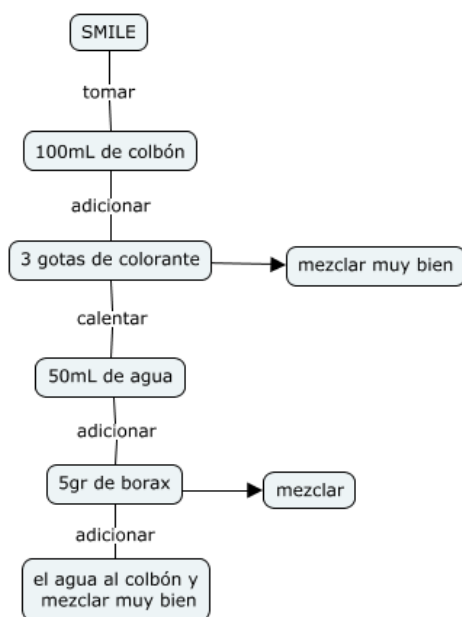 SMILE
tomar
100mL de colbón
adicionar
3 gotas de colorante
mezclar muy bien
calentar
50mL de agua
adicionar
5gr de borax
mezclar
adicionar
el agua al colbón y
mezclar muy bien